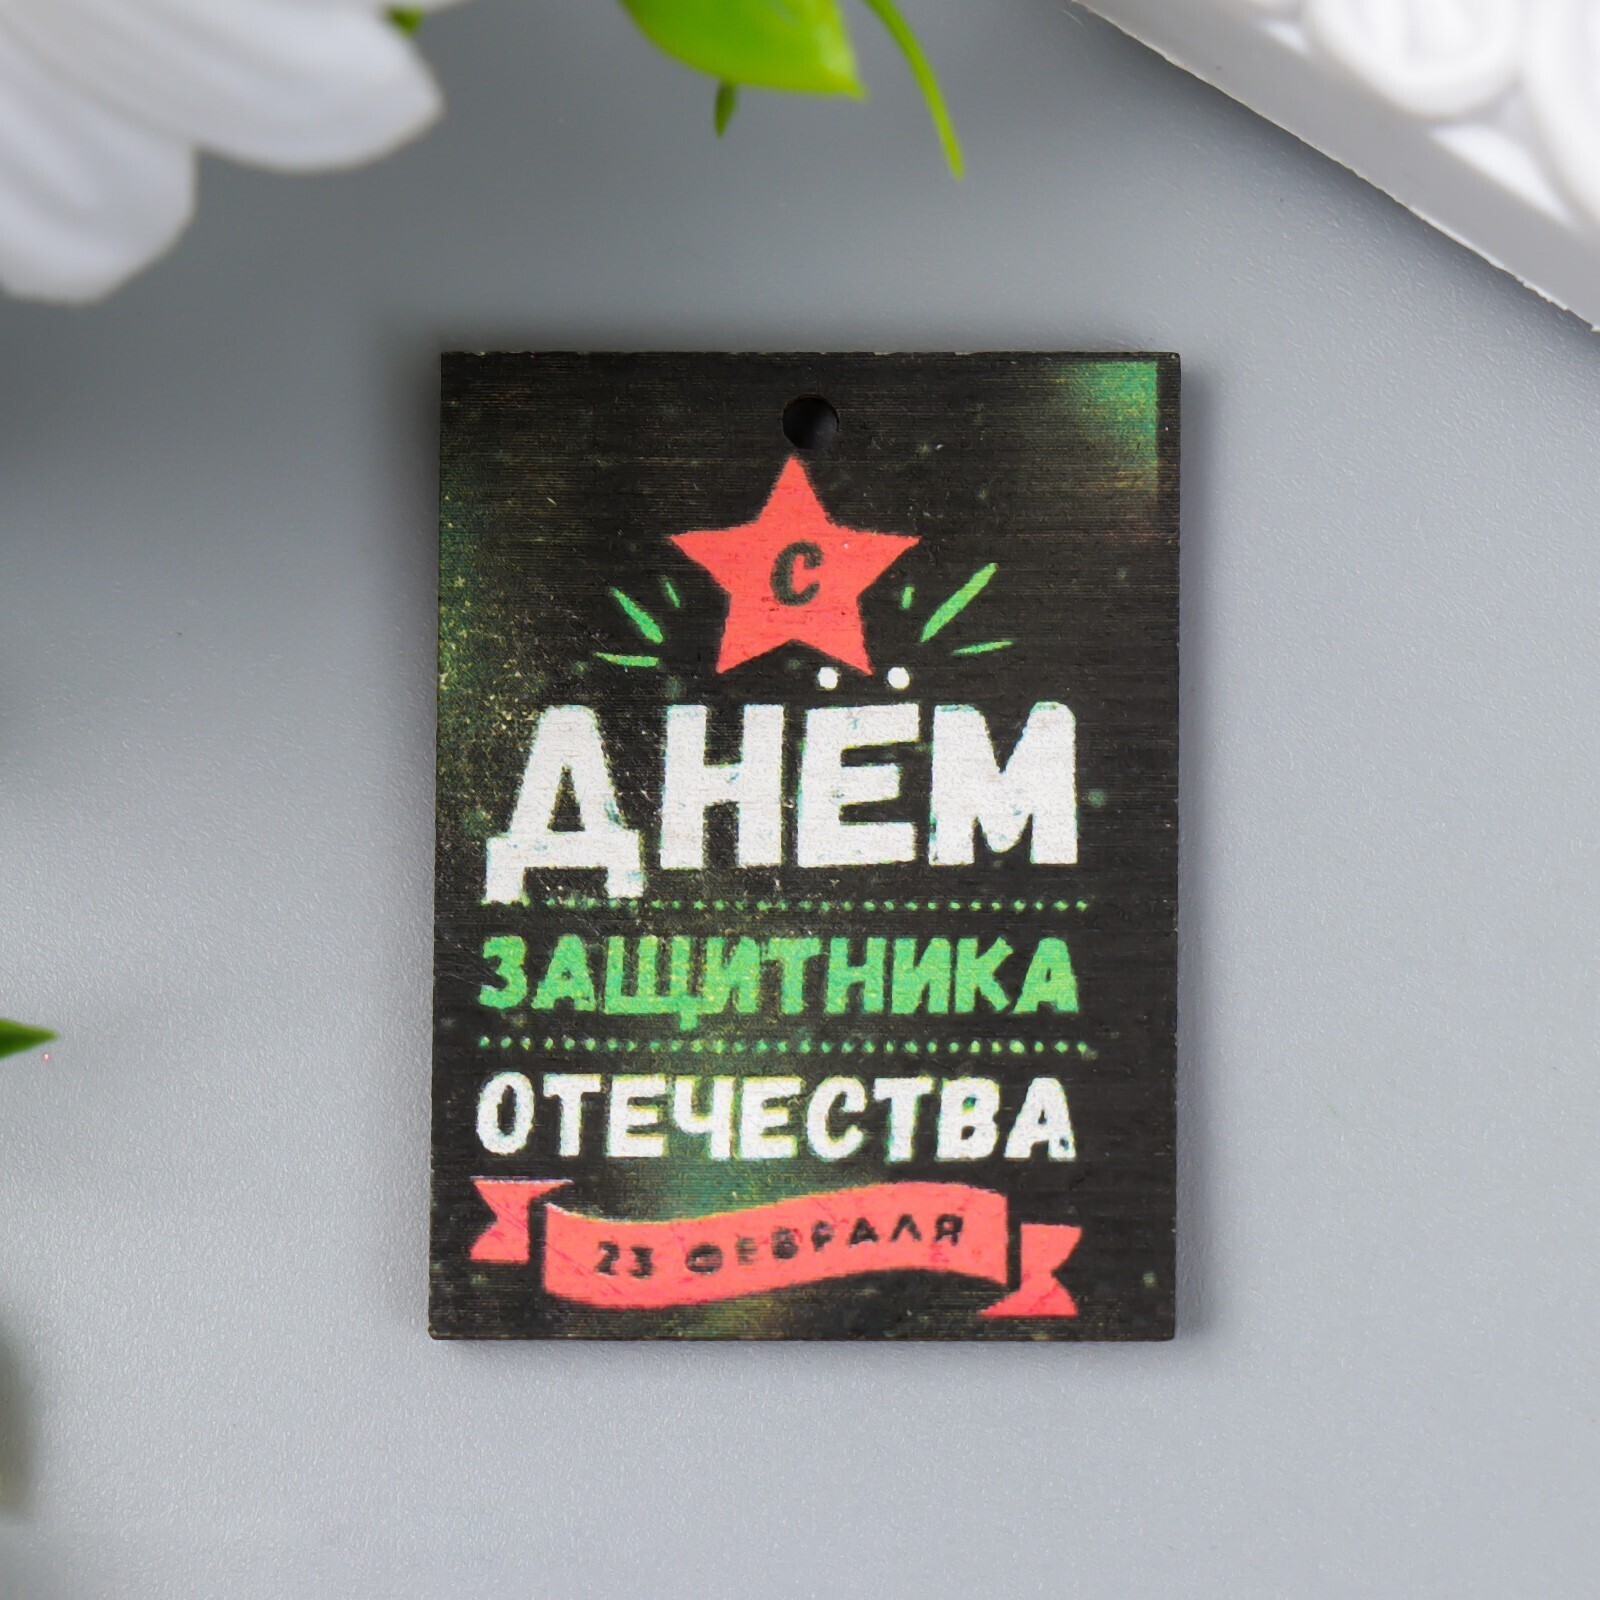 С
ДНЁМ
ЗАЩИТНИКА
ОТЕЧЕСТВА
23 ФЕВРАЛЯ